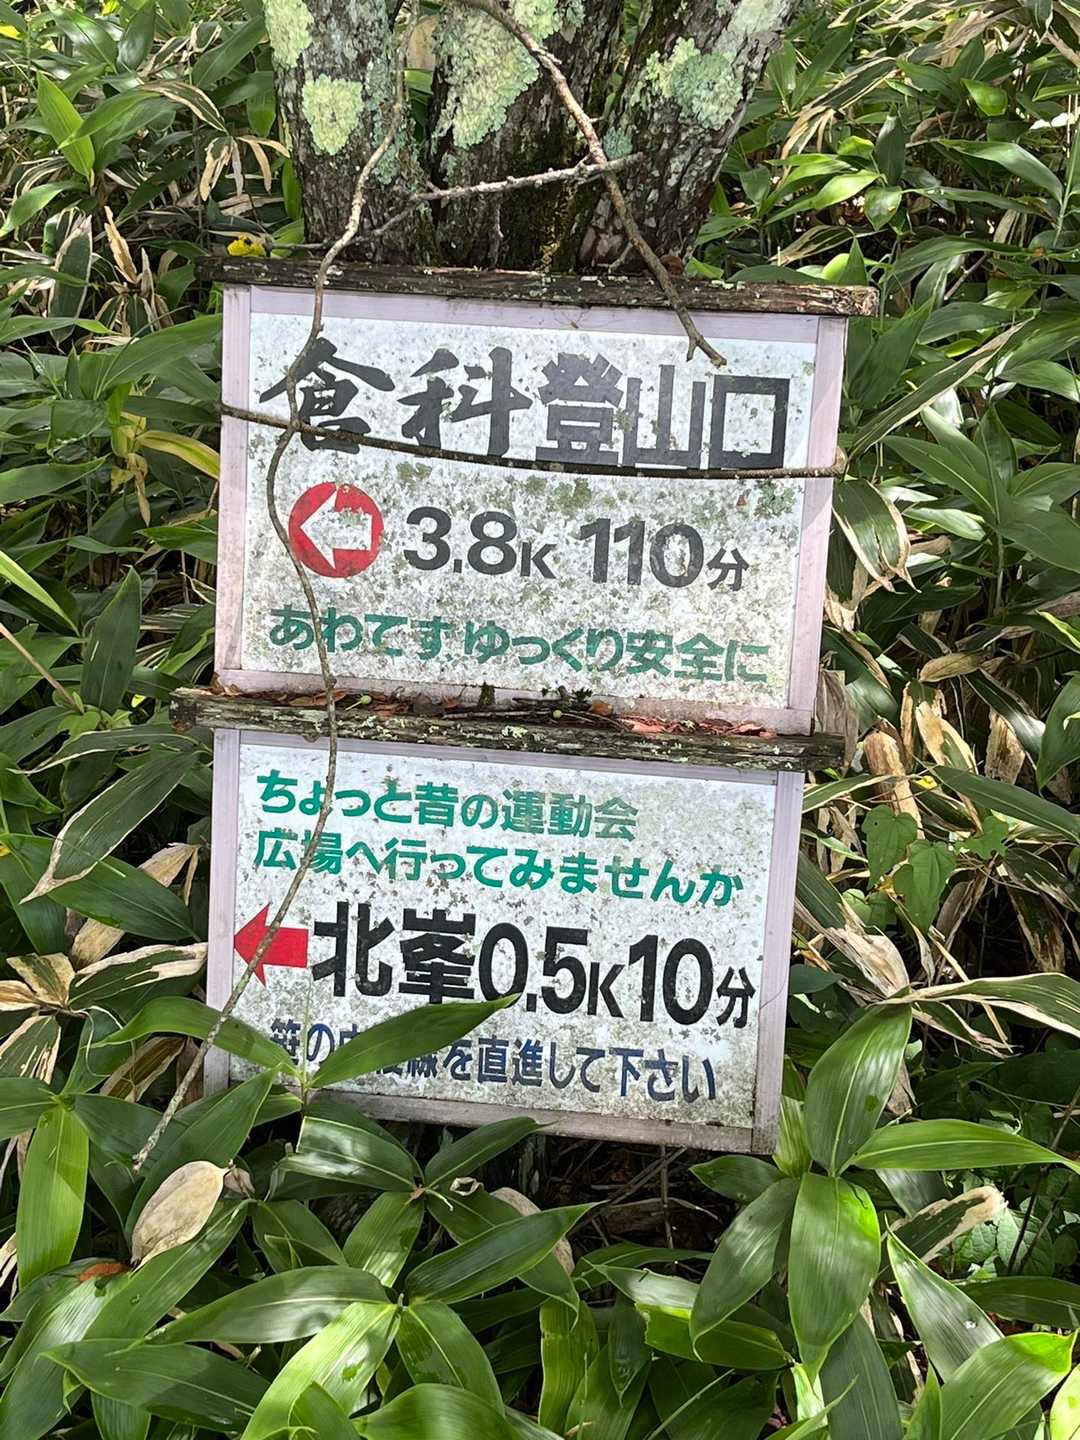 倉科登山口
3.8K 110分
あわてずゆっくり安全に
ちょっと昔の運動会
広場へ行ってみませんか
北峯0.5K10分
笹の中 を直進して下さい